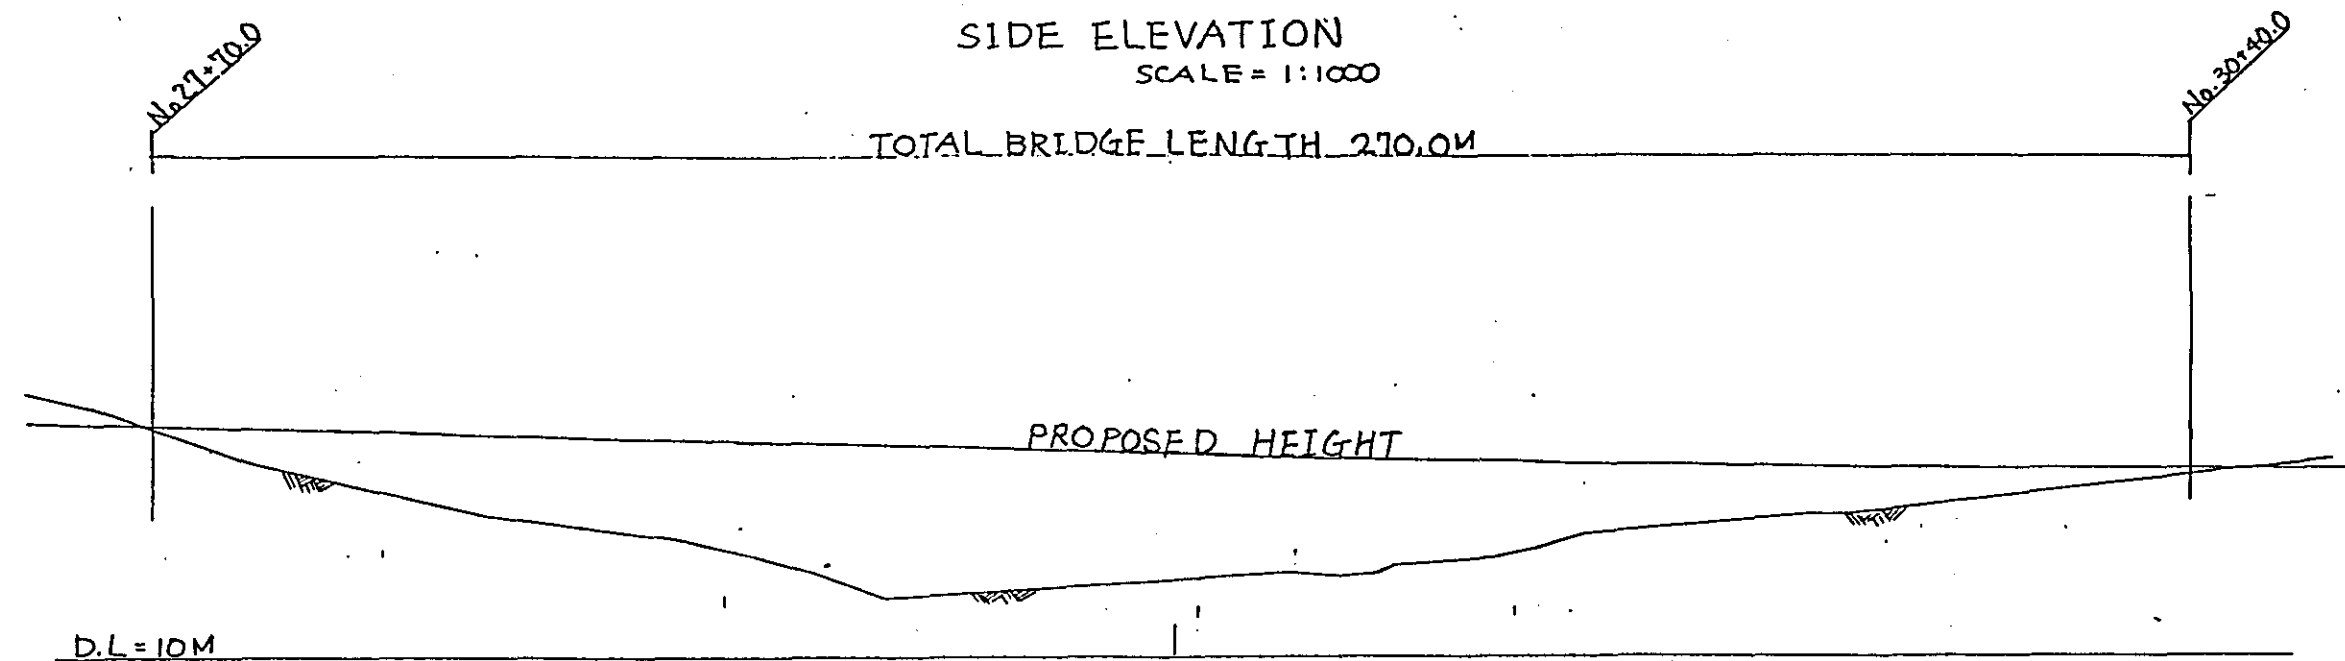 SIDE ELEVATION
SCALE = 1:1000
No.27+70.0
No.30+40.0
TOTAL BRIDGE LENGTH 270.0M
PROPOSED HEIGHT
D.L=10M